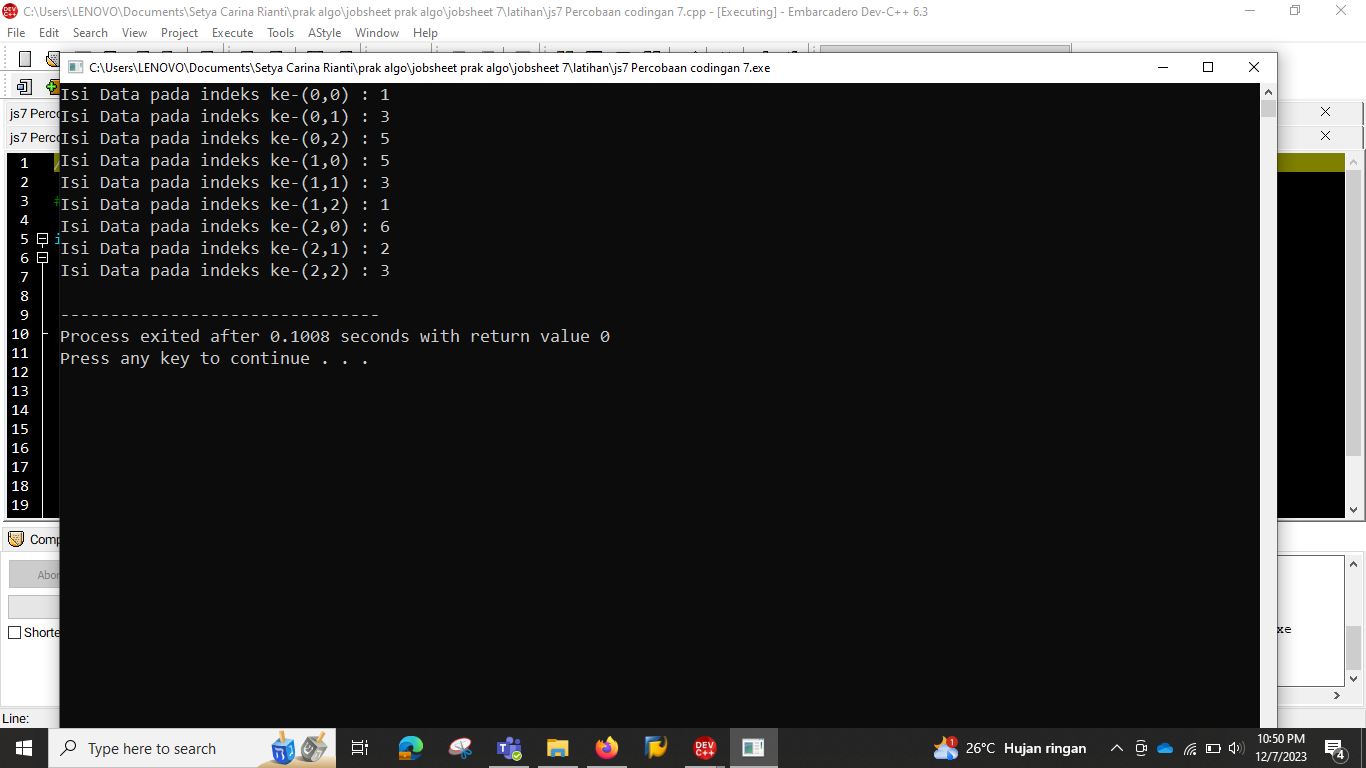 C:\Users\LENOVO\Documents\Setya Carina Rianti\prak algo\jobsheet prak algo\jobsheet 7\latihan\js7 Percobaan codingan 7.cpp - [Executing] - Embarcadero Dev-C++ 6.3
File Edit Search View Project Execute Tools AStyle Window Help
C:\Users\LENOVO\Documents\Setya Carina Rianti\prak algo\jobsheet prak algo\jobsheet 7\latihan\js7 Percobaan codingan 7.exe
js7 Perco
js7 Perco
Isi Data pada indeks ke-(0,0) : 1
Isi Data pada indeks ke-(0,1) : 3
Isi Data pada indeks ke-(0,2) : 5
Isi Data pada indeks ke-(1,0) : 5
Isi Data pada indeks ke-(1,1) : 3
Isi Data pada indeks ke-(1,2) : 1
Isi Data pada indeks ke-(2,0) : 6
Isi Data pada indeks ke-(2,1) : 2
Isi Data pada indeks ke-(2,2) : 3
--------------------------------
Process exited after 0.1008 seconds with return value 0
Press any key to continue . . .
1
2
3 #
4
5 i
6
7
8
9
10
11
12
13
14
15
16
17
18
19
Comp
Abor
Shorte
xe
Line:
Type here to search
DEV C++
1
26°C Hujan ringan
10:50 PM
12/7/2023
4